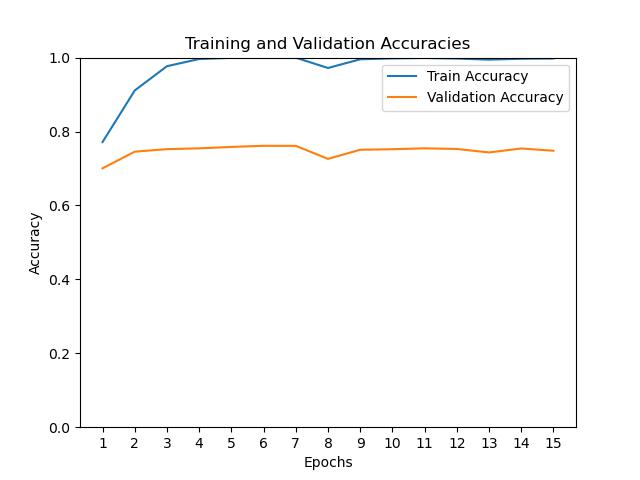 Training and Validation Accuracies
1.0
0.8
0.6
0.4
0.2
0.0
Accuracy
Train Accuracy
Validation Accuracy
1 2 3 4 5 6 7 8 9 10 11 12 13 14 15
Epochs